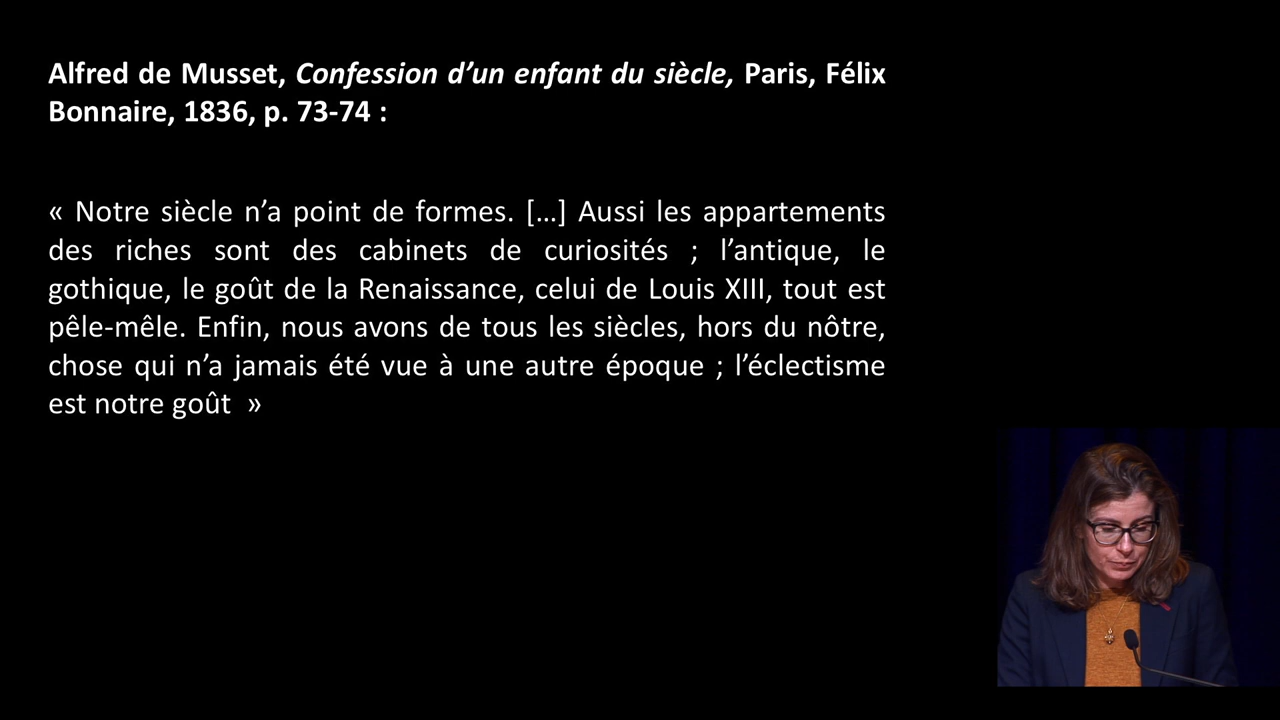 Alfred de Musset, Confession d’un enfant du siècle, Paris, Félix
Bonnaire, 1836, p. 73-74 :
« Notre siècle n’a point de formes. […] Aussi les appartements
des riches sont des cabinets de curiosités ; l’antique, le
gothique, le goût de la Renaissance, celui de Louis XIII, tout est
pêle-mêle. Enfin, nous avons de tous les siècles, hors du nôtre,
chose qui n’a jamais été vue à une autre époque ; l’éclectisme
est notre goût  »